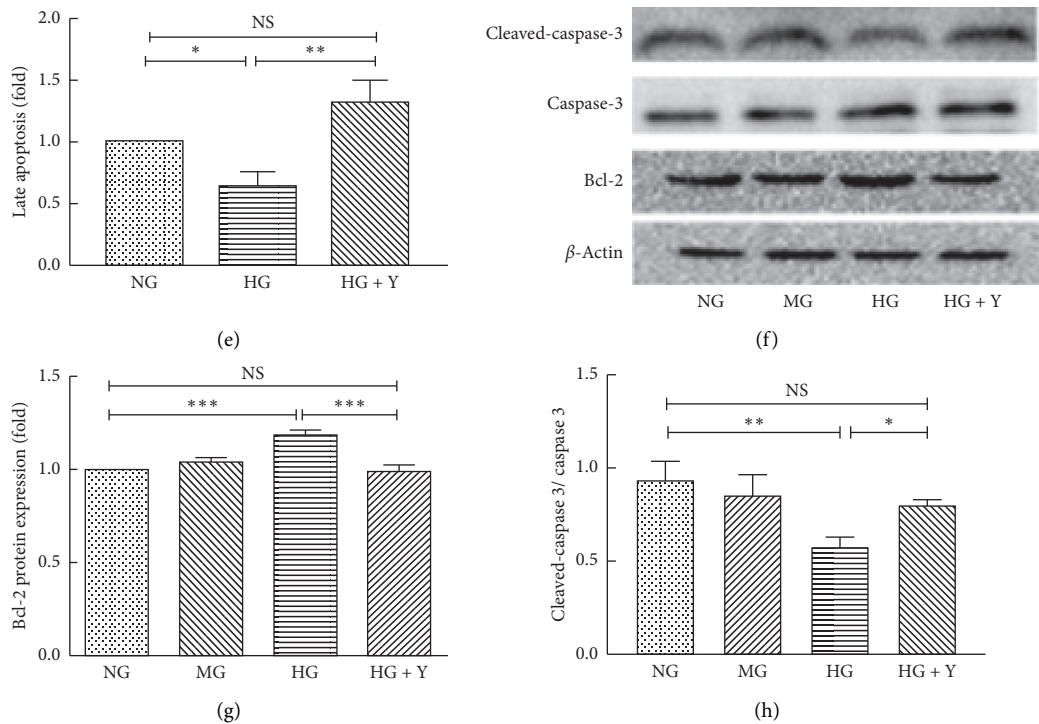 NS
*
**
2.0
1.5
1.0
0.5
0.0
Late apoptosis (fold)
NG
HG
HG + Y
(e)
Cleaved-caspase-3
Caspase-3
Bcl-2
β-Actin
NG
MG
HG
HG + Y
(f)
NS
***
***
1.5
1.0
0.5
0.0
Bcl-2 protein expression (fold)
NG
MG
HG
HG + Y
(g)
NS
**
*
1.5
1.0
0.5
0.0
Cleaved-caspase 3/ caspase 3
NG
MG
HG
HG + Y
(h)